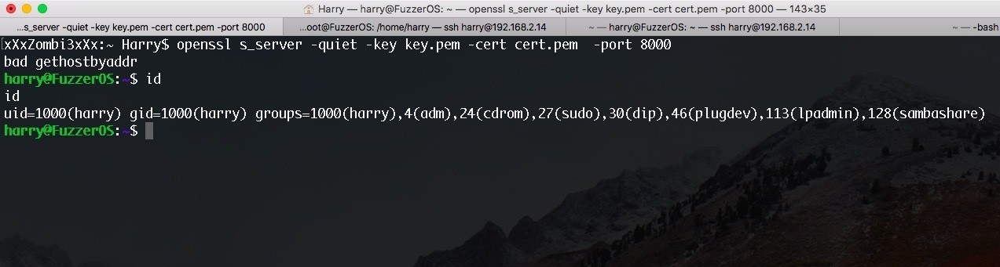 Harry — harry@FuzzerOS: ~ — openssl s_server -quiet -key key.pem -cert cert.pem -port 8000 — 143×35
...s_server -quiet -key key.pem -cert cert.pem -port 8000
...oot@FuzzerOS: /home/harry — ssh harry@192.168.2.14
~ — harry@FuzzerOS: ~ — ssh harry@192.168.2.14
~ — -bash
[xXxZombi3xXx:~ Harry$ openssl s_server -quiet -key key.pem -cert cert.pem  -port 8000
bad gethostbyaddr
harry@FuzzerOS:~$ id
id
uid=1000(harry) gid=1000(harry) groups=1000(harry),4(adm),24(cdrom),27(sudo),30(dip),46(plugdev),113(lpadmin),128(sambashare)
harry@FuzzerOS:~$